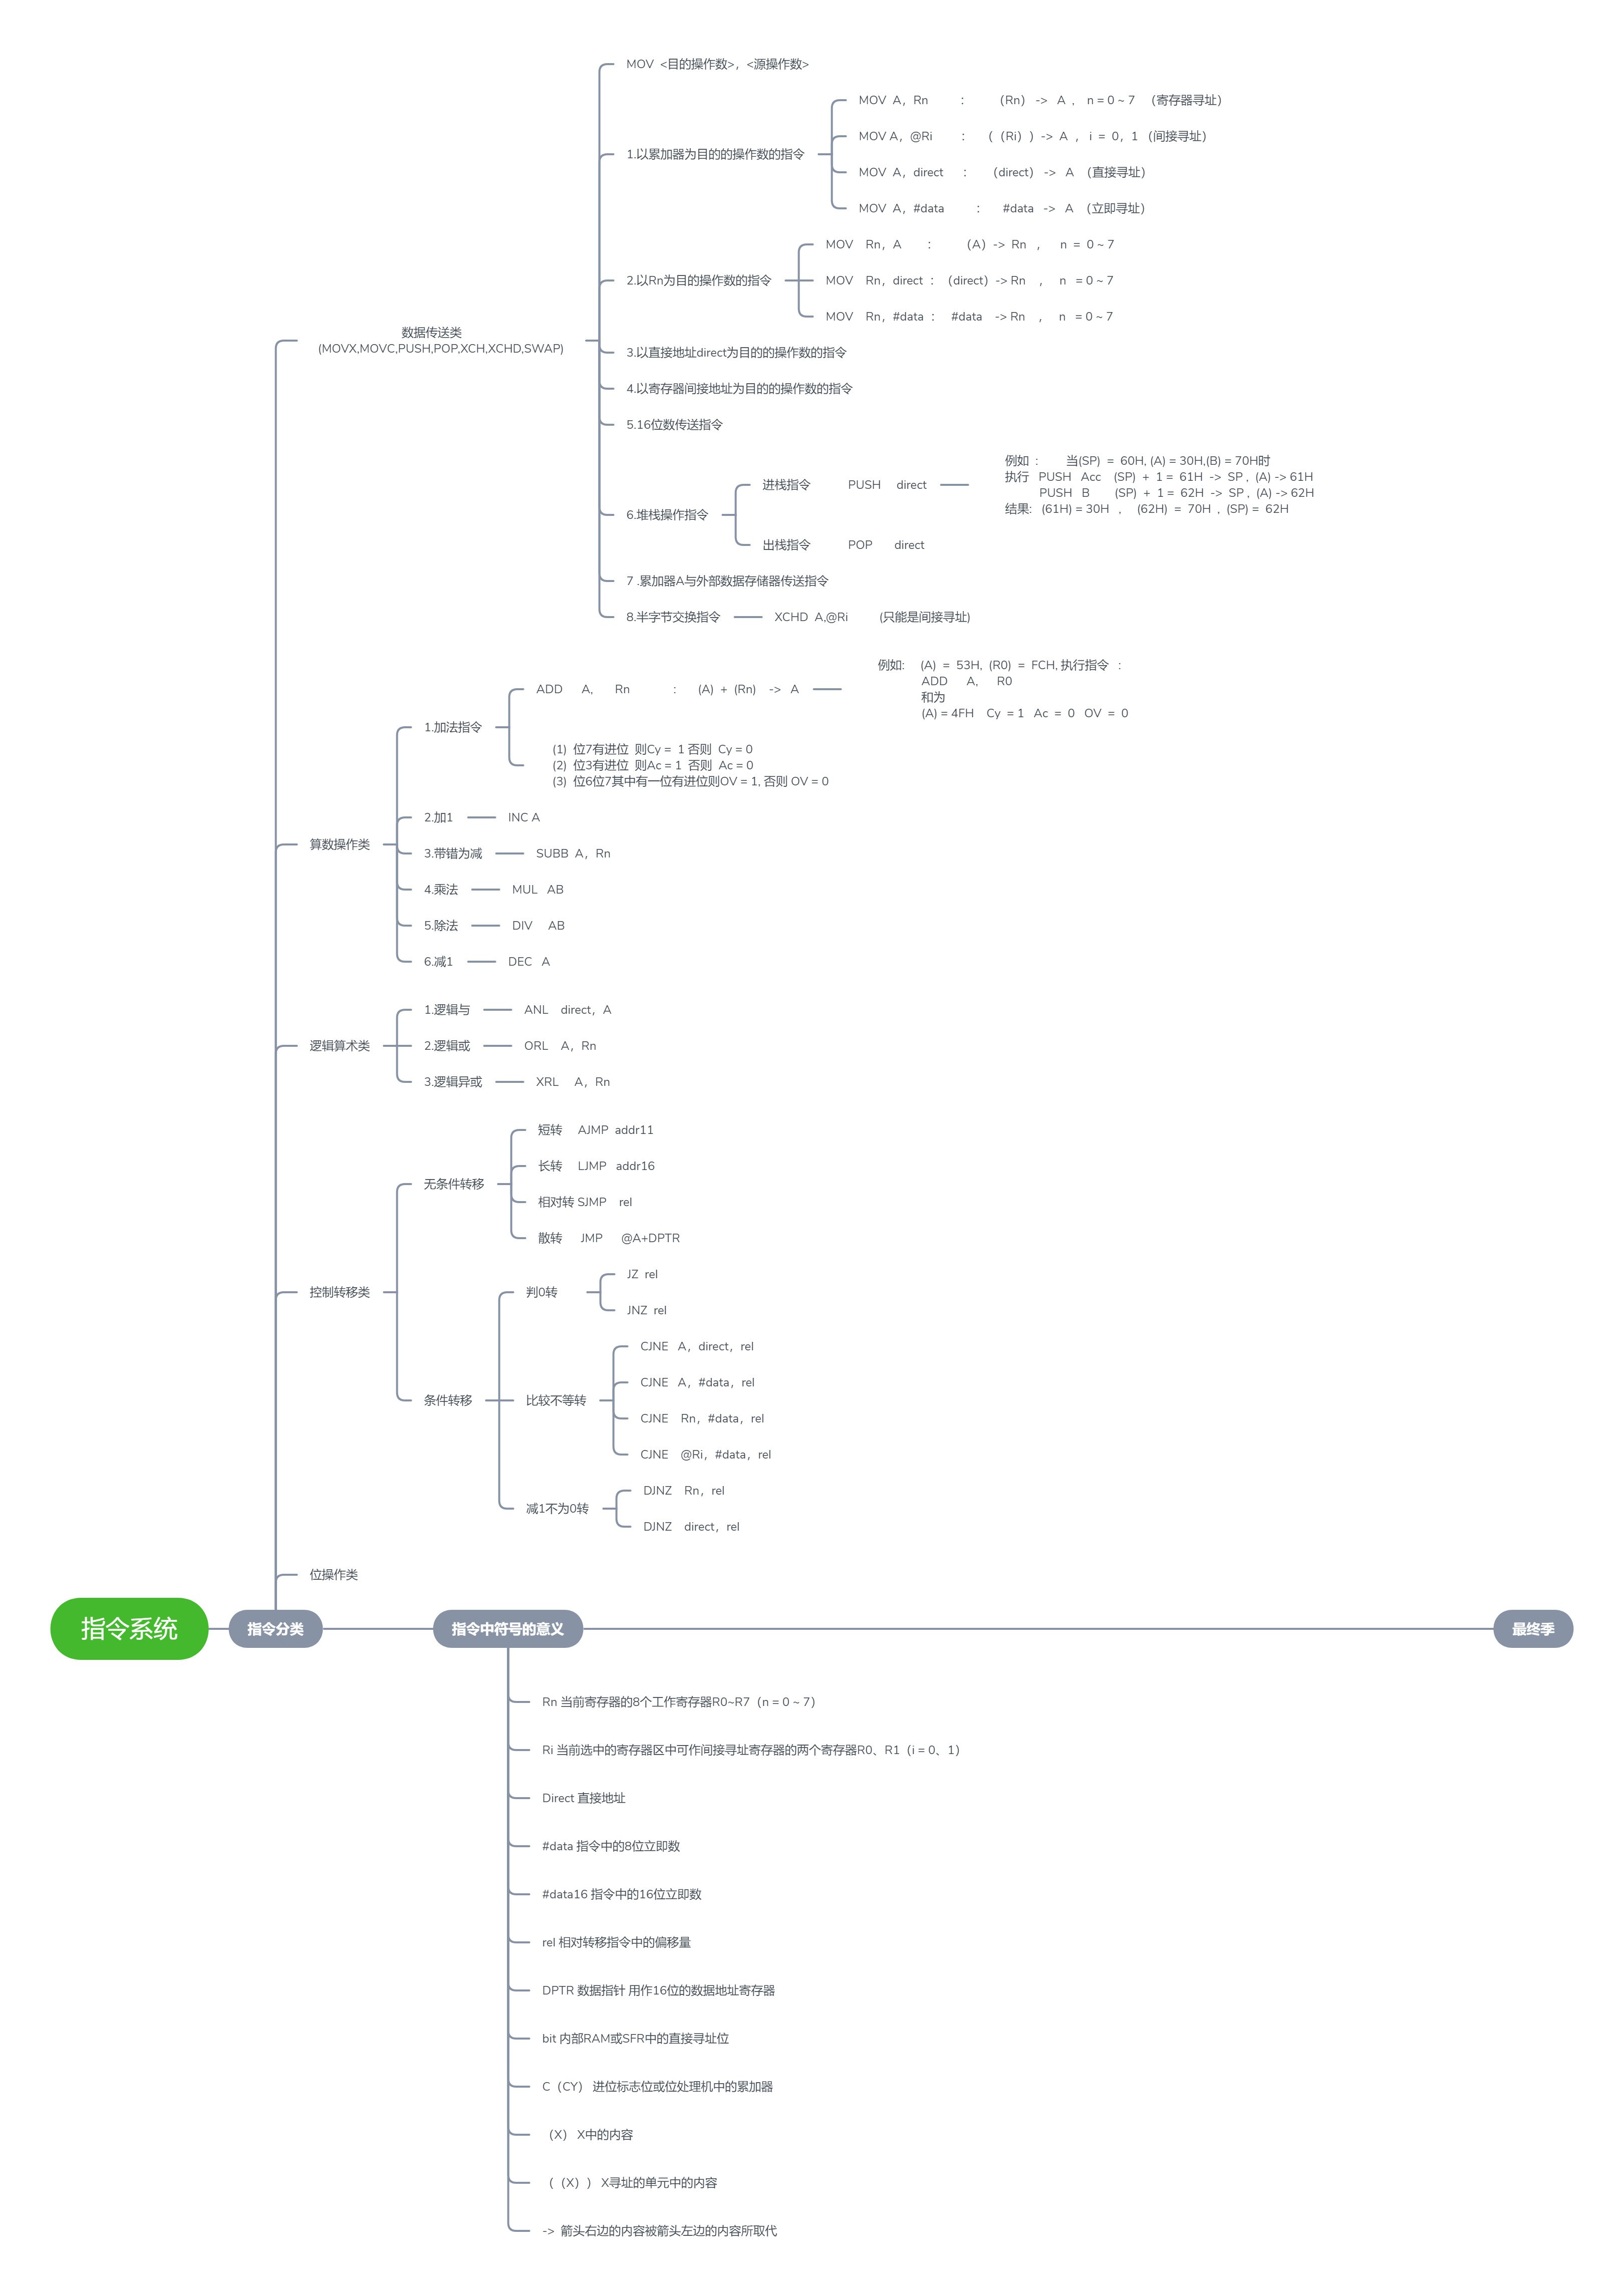 MOV <目的操作数>，<源操作数>
1.以累加器为目的的操作数的指令
MOV A，Rn ： （Rn） -> A ， n = 0 ~ 7 （寄存器寻址）
MOV A，@Ri ： （（Ri））-> A ，i = 0，1 （间接寻址）
MOV A，direct ： （direct） -> A （直接寻址）
MOV A，#data ： #data -> A （立即寻址）
2.以Rn为目的操作数的指令
MOV Rn，A ： （A）-> Rn ， n = 0 ~ 7
MOV Rn，direct ： （direct）-> Rn ， n = 0 ~ 7
MOV Rn，#data ： #data -> Rn ， n = 0 ~ 7
数据传送类
(MOVX,MOVC,PUSH,POP,XCH,XCHD,SWAP)
3.以直接地址direct为目的的操作数的指令
4.以寄存器间接地址为目的的操作数的指令
5.16位数传送指令
6.堆栈操作指令
进栈指令 PUSH direct
例如 : 当(SP) = 60H, (A) = 30H,(B) = 70H时
执行 PUSH Acc (SP) + 1 = 61H -> SP , (A) -> 61H
PUSH B (SP) + 1 = 62H -> SP , (A) -> 62H
结果: (61H) = 30H , (62H) = 70H , (SP) = 62H
出栈指令 POP direct
7 .累加器A与外部数据存储器传送指令
8.半字节交换指令
XCHD A,@Ri (只能是间接寻址)
算数操作类
1.加法指令
ADD A, Rn : (A) + (Rn) -> A
例如: (A) = 53H, (R0) = FCH, 执行指令 :
ADD A, R0
和为
(A) = 4FH Cy = 1 Ac = 0 OV = 0
(1) 位7有进位 则Cy = 1 否则 Cy = 0
(2) 位3有进位 则Ac = 1 否则 Ac = 0
(3) 位6位7其中有一位有进位则OV = 1, 否则 OV = 0
2.加1
INC A
3.带错为减
SUBB A，Rn
4.乘法
MUL AB
5.除法
DIV AB
6.减1
DEC A
逻辑算术类
1.逻辑与
ANL direct，A
2.逻辑或
ORL A，Rn
3.逻辑异或
XRL A，Rn
控制转移类
无条件转移
短转 AJMP addr11
长转 LJMP addr16
相对转 SJMP rel
散转 JMP @A+DPTR
条件转移
判0转
JZ rel
JNZ rel
比较不等转
CJNE A，direct，rel
CJNE A，#data，rel
CJNE Rn，#data，rel
CJNE @Ri，#data，rel
减1不为0转
DJNZ Rn，rel
DJNZ direct，rel
位操作类
指令系统
指令分类
指令中符号的意义
最终季
Rn 当前寄存器的8个工作寄存器R0~R7（n = 0 ~ 7）
Ri 当前选中的寄存器区中可作间接寻址寄存器的两个寄存器R0、R1（i = 0、1）
Direct 直接地址
#data 指令中的8位立即数
#data16 指令中的16位立即数
rel 相对转移指令中的偏移量
DPTR 数据指针 用作16位的数据地址寄存器
bit 内部RAM或SFR中的直接寻址位
C（CY） 进位标志位或位处理机中的累加器
（X） X中的内容
（（X）） X寻址的单元中的内容
-> 箭头右边的内容被箭头左边的内容所取代